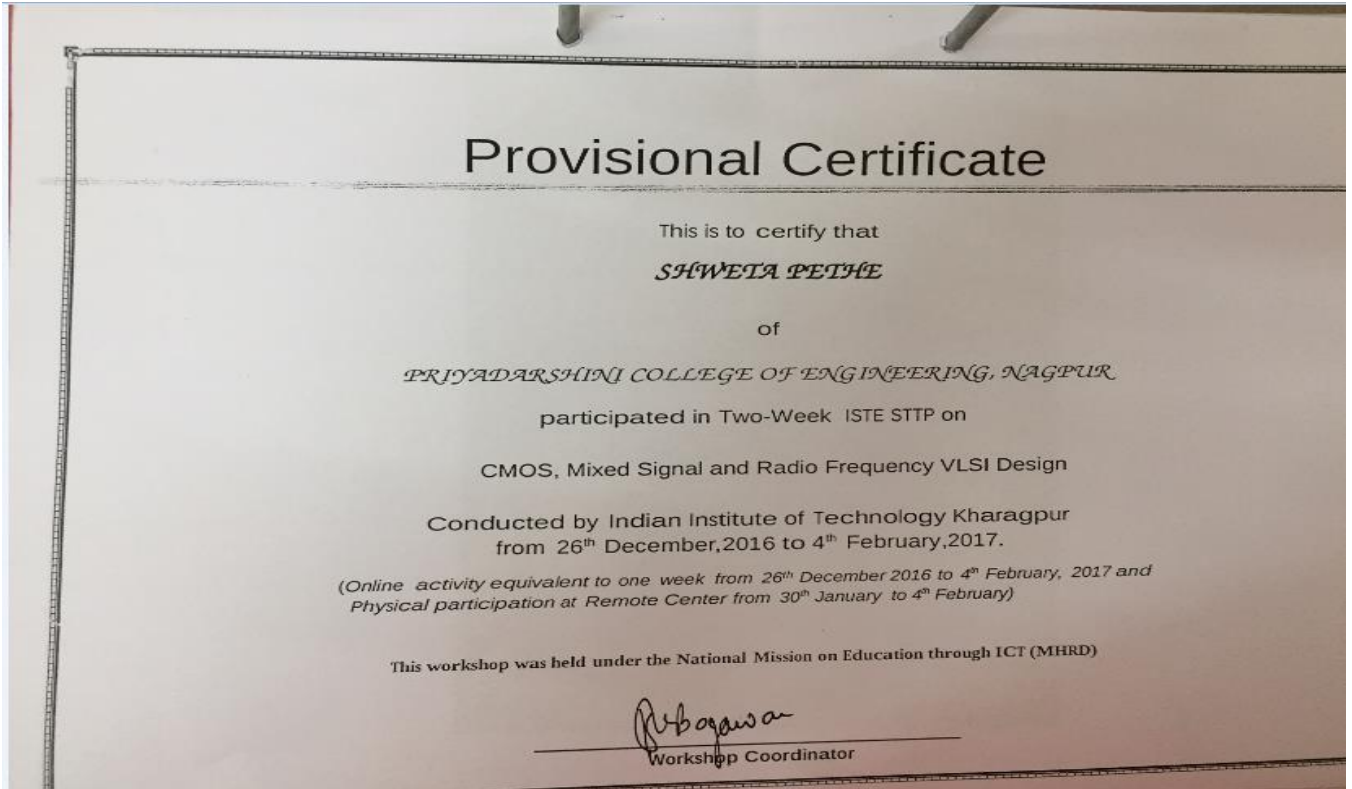 Provisional Certificate
This is to certify that
SHWETA PETHE
of
PRIYADARSHINI COLLEGE OF ENGINEERING, NAGPUR
participated in Two-Week ISTE STTP on
CMOS, Mixed Signal and Radio Frequency VLSI Design
Conducted by Indian Institute of Technology Kharagpur
from 26th December,2016 to 4th February,2017.
(Online activity equivalent to one week from 26th December 2016 to 4th February, 2017 and
Physical participation at Remote Center from 30th January to 4th February)
This workshop was held under the National Mission on Education through ICT (MHRD)
Workshop Coordinator